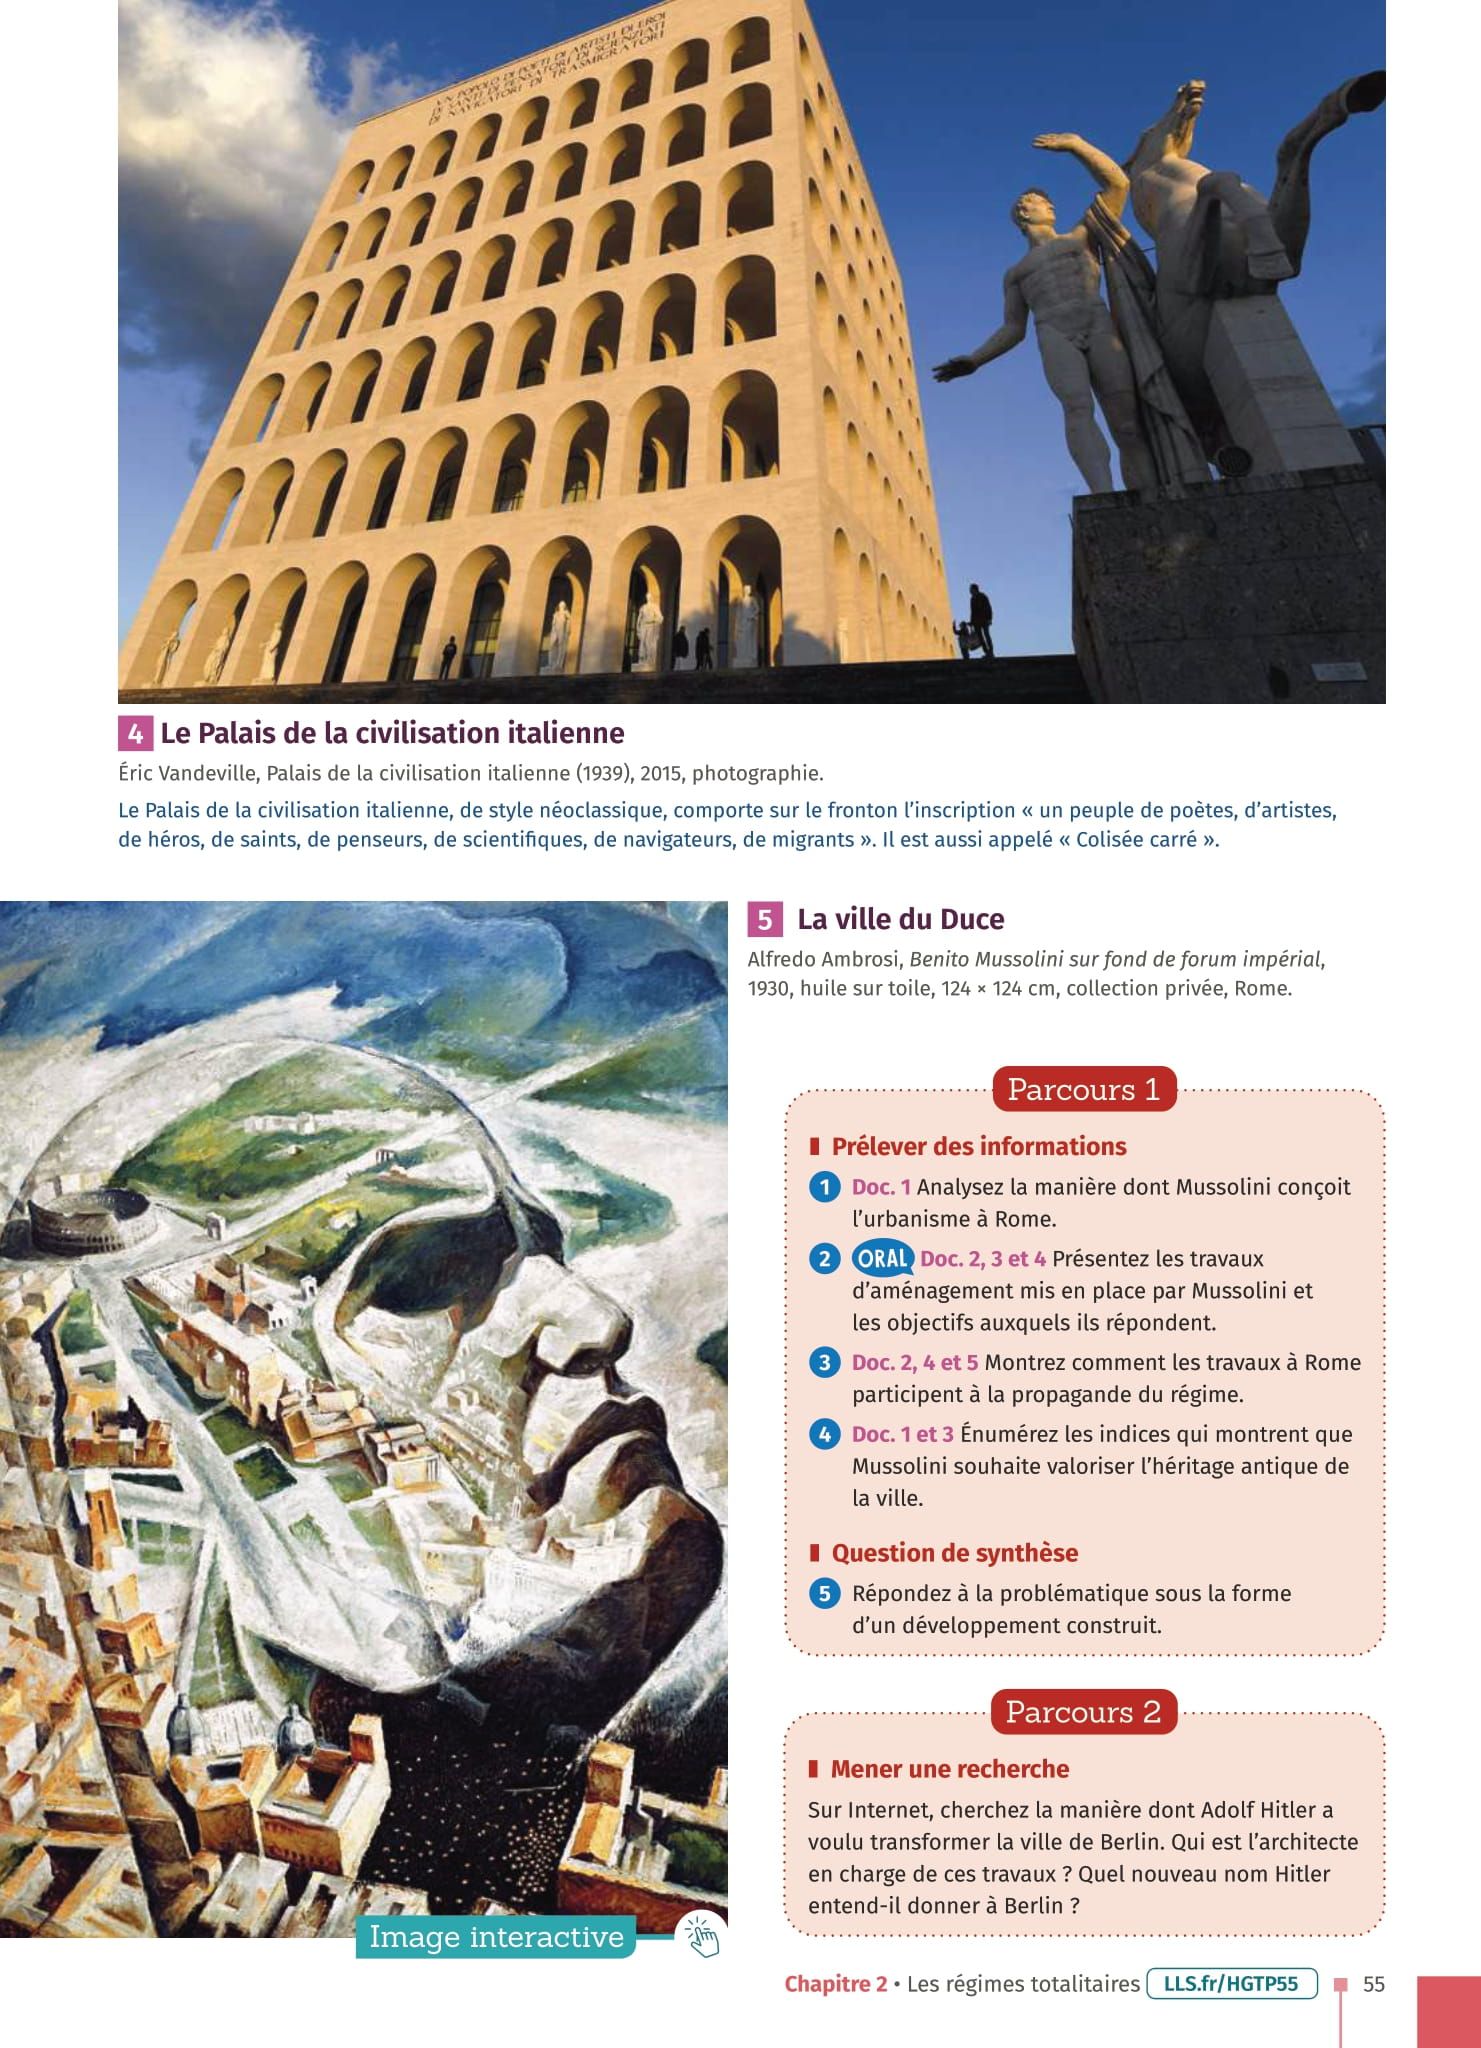 VN POPOLO DI POETI DI ARTISTI DI EROI
DI SANTI DI PENSATORI DI SCIENZIATI
DI NAVIGATORI DI TRASMIGRATORI
4 Le Palais de la civilisation italienne
Éric Vandeville, Palais de la civilisation italienne (1939), 2015, photographie.
Le Palais de la civilisation italienne, de style néoclassique, comporte sur le fronton l’inscription « un peuple de poètes, d’artistes,
de héros, de saints, de penseurs, de scientifiques, de navigateurs, de migrants ». Il est aussi appelé « Colisée carré ».
5 La ville du Duce
Alfredo Ambrosi, Benito Mussolini sur fond de forum impérial,
1930, huile sur toile, 124 × 124 cm, collection privée, Rome.
Parcours 1
Prélever des informations
1 Doc. 1 Analysez la manière dont Mussolini conçoit
l’urbanisme à Rome.
2 ORAL Doc. 2, 3 et 4 Présentez les travaux
d’aménagement mis en place par Mussolini et
les objectifs auxquels ils répondent.
3 Doc. 2, 4 et 5 Montrez comment les travaux à Rome
participent à la propagande du régime.
4 Doc. 1 et 3 Énumérez les indices qui montrent que
Mussolini souhaite valoriser l’héritage antique de
la ville.
Question de synthèse
5 Répondez à la problématique sous la forme
d’un développement construit.
Parcours 2
Mener une recherche
Sur Internet, cherchez la manière dont Adolf Hitler a
voulu transformer la ville de Berlin. Qui est l’architecte
en charge de ces travaux ? Quel nouveau nom Hitler
entend-il donner à Berlin ?
Image interactive
Chapitre 2 • Les régimes totalitaires LLS.fr/HGTP55 55